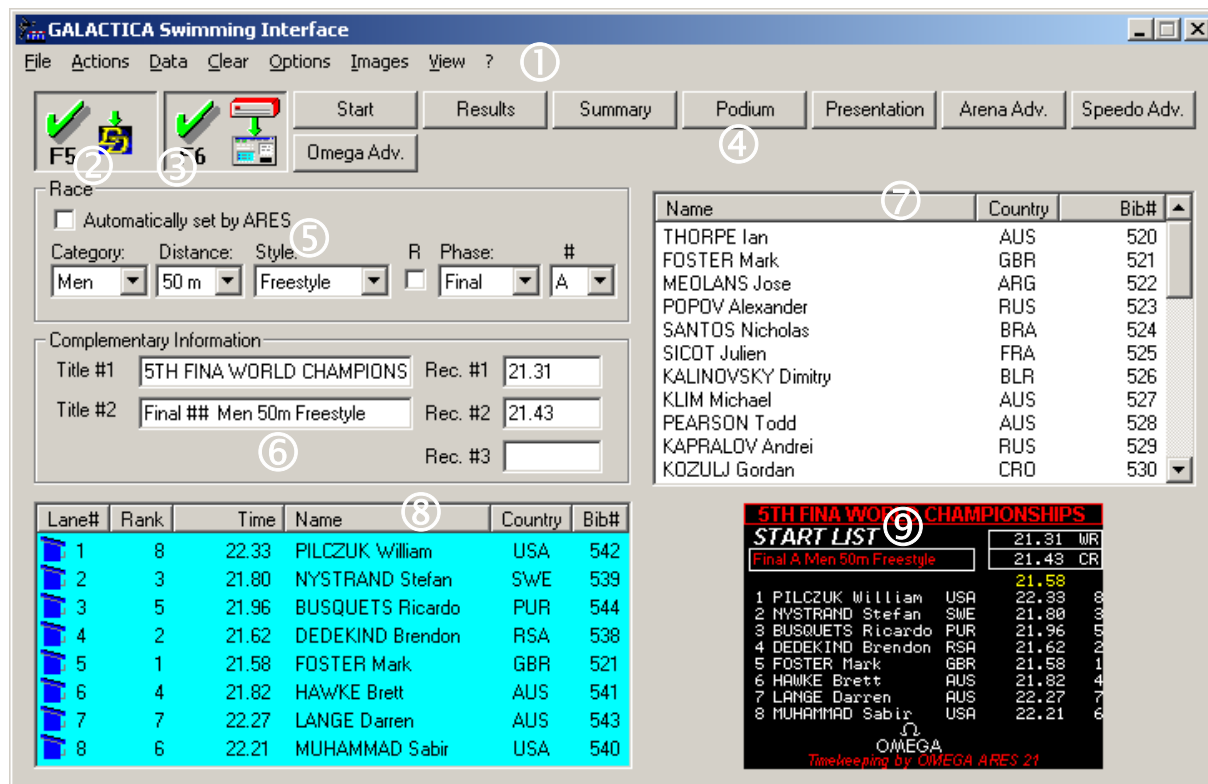 GALACTICA Swimming Interface
File Actions Data Clear Options Images View ? ①
F5 ② F6 ③ Start Results Summary Podium ④ Presentation Arena Adv. Speedo Adv.
Omega Adv.
Race
Automatically set by ARES ⑤
Category: Distance: Style: R Phase: #
Men 50 m Freestyle Final A
Complementary Information
Title #1 5TH FINA WORLD CHAMPIONS Rec. #1 21.31
Title #2 Final ## Men 50m Freestyle Rec. #2 21.43
⑥ Rec. #3
Name ⑦ Country Bib#
THORPE Ian AUS 520
FOSTER Mark GBR 521
MEOLANS Jose ARG 522
POPOV Alexander RUS 523
SANTOS Nicholas BRA 524
SICOT Julien FRA 525
KALINOVSKY Dimitry BLR 526
KLIM Michael AUS 527
PEARSON Todd AUS 528
KAPRALOV Andrei RUS 529
KOZULJ Gordan CRO 530
Lane# Rank Time Name ⑧ Country Bib#
1 8 22.33 PILCZUK William USA 542
2 3 21.80 NYSTRAND Stefan SWE 539
3 5 21.96 BUSQUETS Ricardo PUR 544
4 2 21.62 DEDEKIND Brendon RSA 538
5 1 21.58 FOSTER Mark GBR 521
6 4 21.82 HAWKE Brett AUS 541
7 7 22.27 LANGE Darren AUS 543
8 6 22.21 MUHAMMAD Sabir USA 540
5TH FINA WORLD CHAMPIONSHIPS
START LIST ⑨ 21.31 WR
Final A Men 50m Freestyle 21.43 CR
21.58
1 PILCZUK William USA 22.33 8
2 NYSTRAND Stefan SWE 21.80 3
3 BUSQUETS Ricardo PUR 21.96 5
4 DEDEKIND Brendon RSA 21.62 2
5 FOSTER Mark GBR 21.58 1
6 HAWKE Brett AUS 21.82 4
7 LANGE Darren AUS 22.27 7
8 MUHAMMAD Sabir USA 22.21 6
Ω
OMEGA
Timekeeping by OMEGA ARES 21